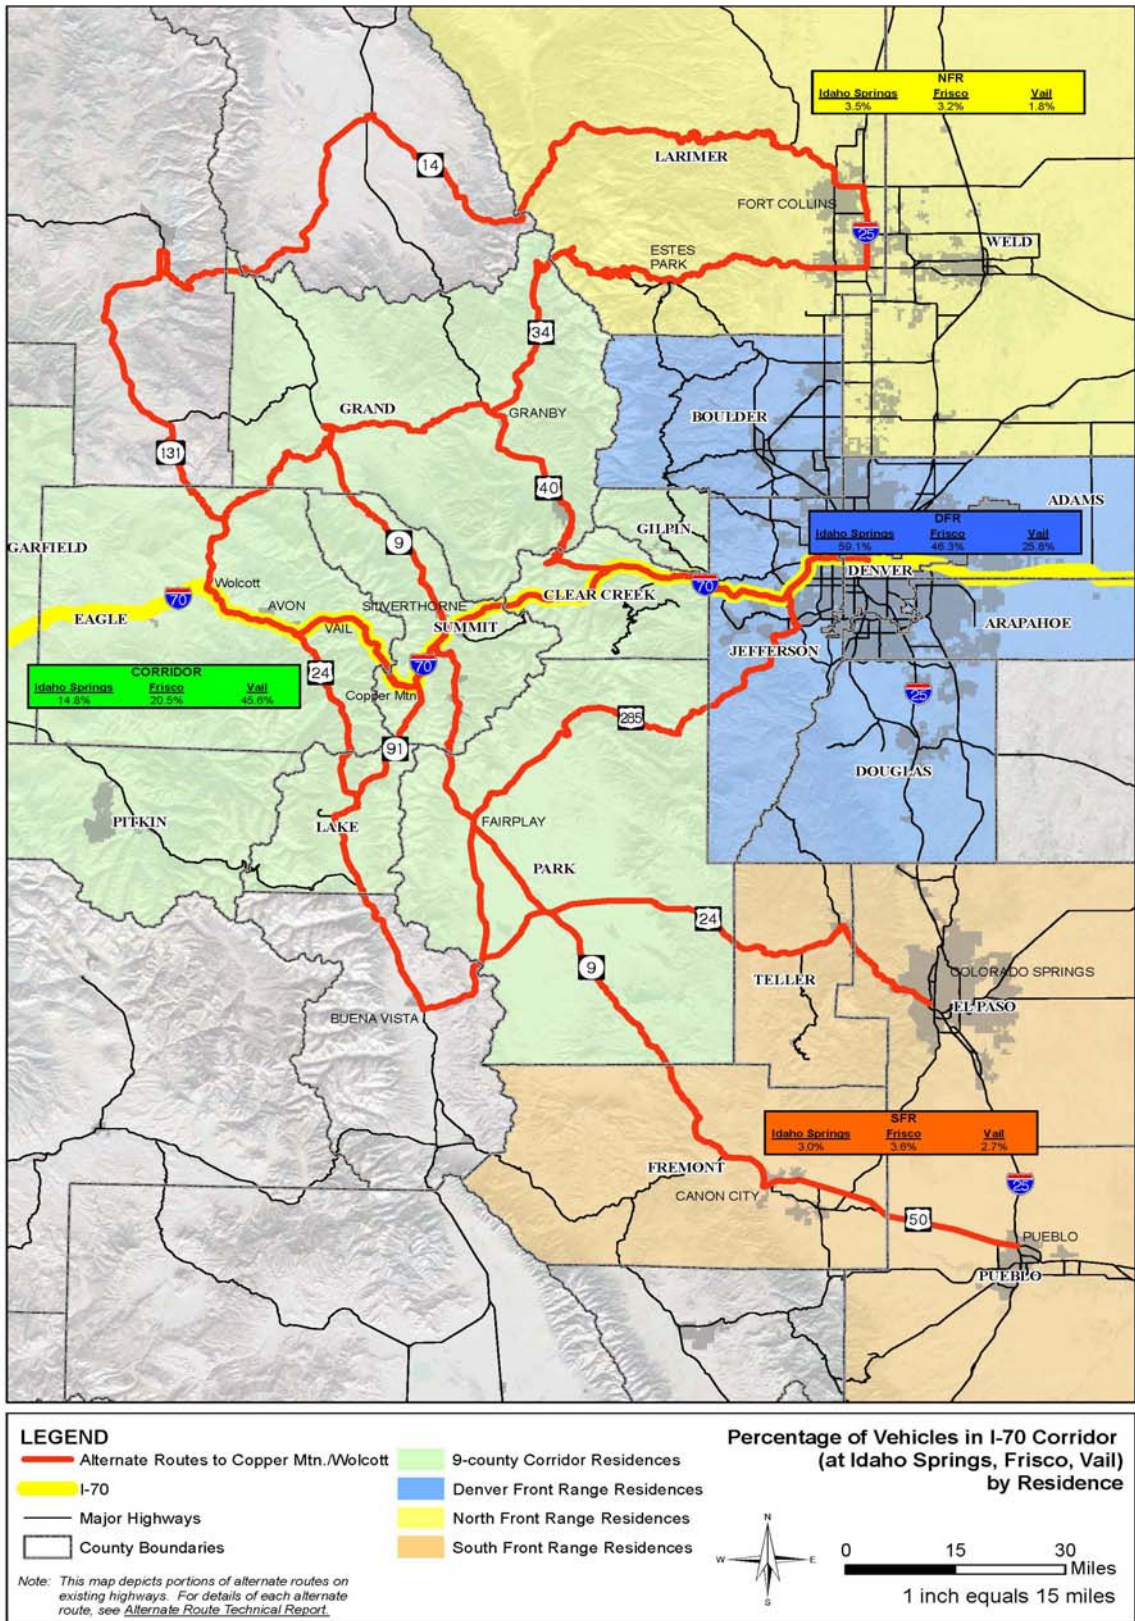 NFR
Idaho Springs Frisco Vail
3.5% 3.2% 1.8%
14
LARIMER
FORT COLLINS
25
WELD
ESTES
PARK
34
GRAND
GRANBY
BOULDER
131
40
ADAMS
GILPIN
DFR
Idaho Springs Frisco Vail
59.1% 46.3% 25.8%
9
GARFIELD
DENVER
Wolcott
70
CLEAR CREEK
70
AVON
SILVERTHORNE
EAGLE
VAIL
SUMMIT
ARAPAHOE
JEFFERSON
CORRIDOR
Idaho Springs Frisco Vail
14.8% 20.5% 45.6%
24
70
Copper Mtn.
25
285
91
DOUGLAS
PITKIN
LAKE
FAIRPLAY
PARK
24
9
COLORADO SPRINGS
TELLER
EL PASO
BUENA VISTA
SFR
Idaho Springs Frisco Vail
3.0% 3.6% 2.7%
FREMONT
CANON CITY
25
50
PUEBLO
PUEBLO
LEGEND
Alternate Routes to Copper Mtn./Wolcott
I-70
Major Highways
County Boundaries
Note: This map depicts portions of alternate routes on
existing highways. For details of each alternate
route, see Alternate Route Technical Report.
9-county Corridor Residences
Denver Front Range Residences
North Front Range Residences
South Front Range Residences
Percentage of Vehicles in I-70 Corridor
(at Idaho Springs, Frisco, Vail)
by Residence
N
W E
S
0 15 30
Miles
1 inch equals 15 miles